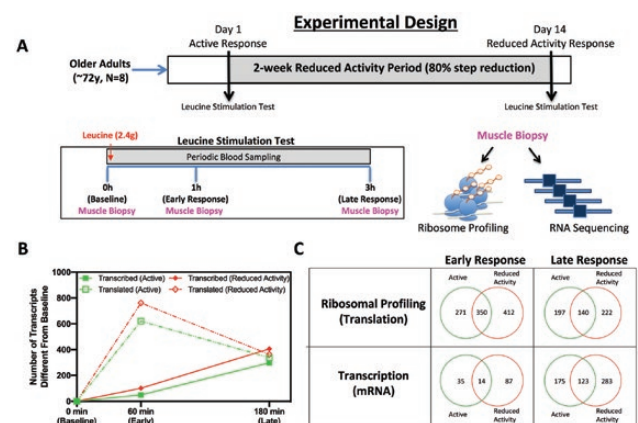 Experimental Design
A
Day 1
Active Response
Day 14
Reduced Activity Response
Older Adults
(~72y, N=8)
2-week Reduced Activity Period (80% step reduction)
Leucine Stimulation Test
Leucine Stimulation Test
Leucine (2.4g)
Leucine Stimulation Test
Periodic Blood Sampling
0h
(Baseline)
Muscle Biopsy
1h
(Early Response)
Muscle Biopsy
3h
(Late Response)
Muscle Biopsy
Muscle Biopsy
Ribosome Profiling
RNA Sequencing
B
Number of Transcripts
Different From Baseline
1000
800
600
400
200
0
Transcribed (Active)
Translated (Active)
Transcribed (Reduced Activity)
Translated (Reduced Activity)
0 min
(Baseline)
60 min
(Early)
180 min
(Late)
C
Early Response
Late Response
Ribosomal Profiling
(Translation)
Active
Reduced
Activity
271 350 412
Active
Reduced
Activity
197 140 222
Transcription
(mRNA)
35 14 87
Active
Reduced
Activity
175 123 283
Active
Reduced
Activity